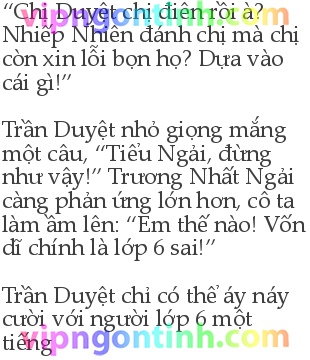 “Chị Duyệt chị điên rồi à?
Nhiếp Nhiên đánh chị mà chị
còn xin lỗi bọn họ? Dựa vào
cái gì!”
Trần Duyệt nhỏ giọng mắng
một câu, “Tiểu Ngải, đừng
như vậy!” Trương Nhất Ngải
càng phản ứng lớn hơn, cô ta
làm ầm lên: “Em thế nào! Vốn
dĩ chính là lớp 6 sai!”
Trần Duyệt chỉ có thể áy náy
cười với người lớp 6 một
tiếng
vipngontinh.com
vipngontinh.com